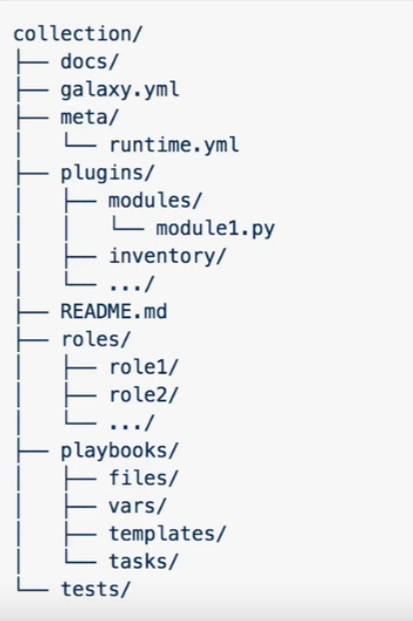 collection/
├── docs/
├── galaxy.yml
├── meta/
│   └── runtime.yml
├── plugins/
│   ├── modules/
│   │   └── module1.py
│   ├── inventory/
│   └── .../
├── README.md
├── roles/
│   ├── role1/
│   ├── role2/
│   └── .../
├── playbooks/
│   ├── files/
│   ├── vars/
│   ├── templates/
│   └── tasks/
└── tests/